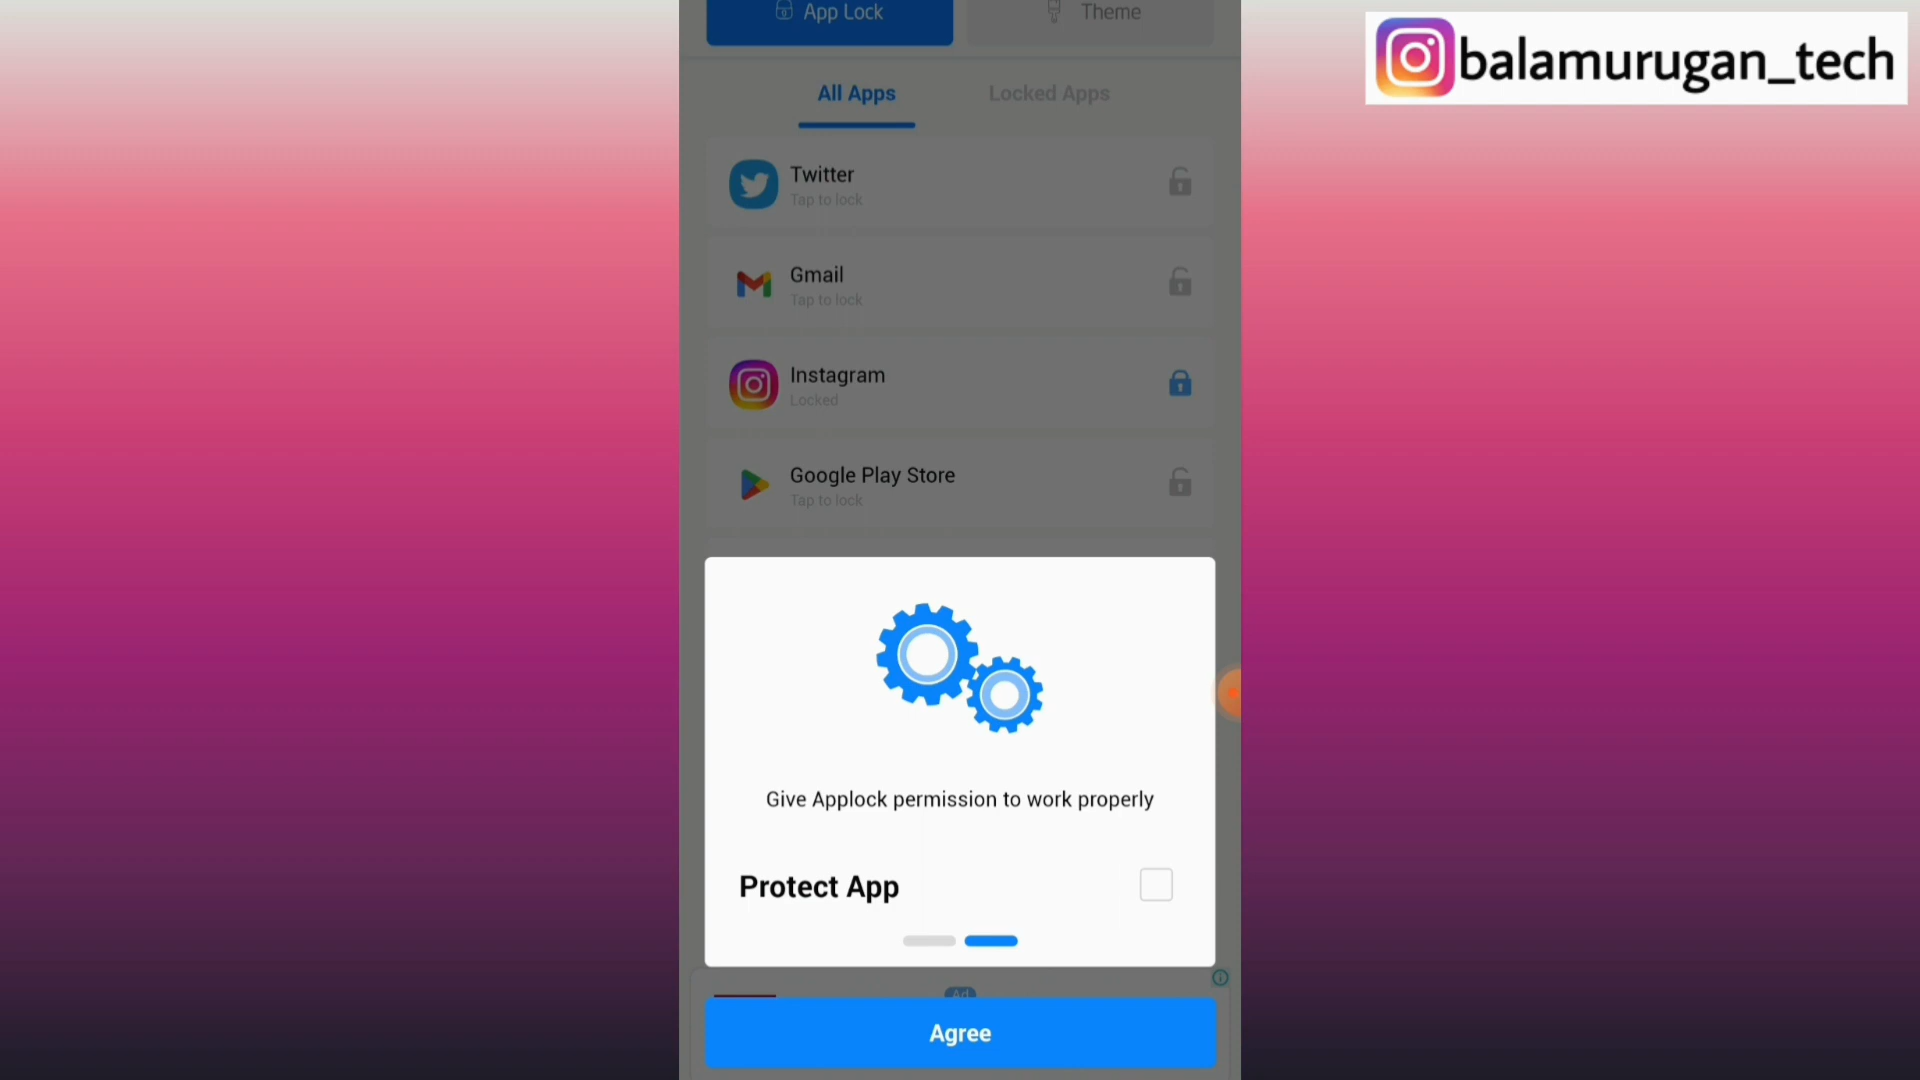 App Lock
Theme
balamurugan_tech
All Apps
Locked Apps
Twitter
Tap to lock
Gmail
Tap to lock
Instagram
Locked
Google Play Store
Tap to lock
Give Applock permission to work properly
Protect App
Ad
Agree